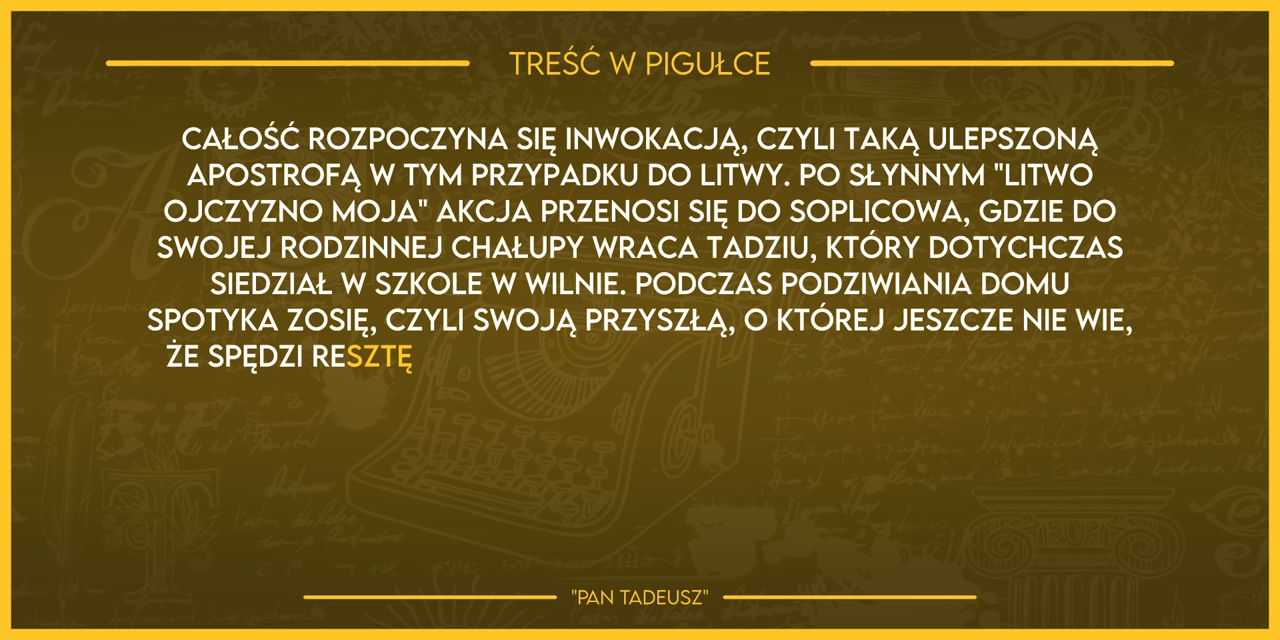 TREŚĆ W PIGUŁCE
CAŁOŚĆ ROZPOCZYNA SIĘ INWOKACJĄ, CZYLI TAKĄ ULEPSZONĄ
APOSTROFĄ W TYM PRZYPADKU DO LITWY. PO SŁYNNYM "LITWO
OJCZYZNO MOJA" AKCJA PRZENOSI SIĘ DO SOPLICOWA, GDZIE DO
SWOJEJ RODZINNEJ CHAŁUPY WRACA TADZIU, KTÓRY DOTYCHCZAS
SIEDZIAŁ W SZKOLE W WILNIE. PODCZAS PODZIWIANIA DOMU
SPOTYKA ZOSIĘ, CZYLI SWOJĄ PRZYSZŁĄ, O KTÓREJ JESZCZE NIE WIE,
ŻE SPĘDZI RESZTĘ
"PAN TADEUSZ"